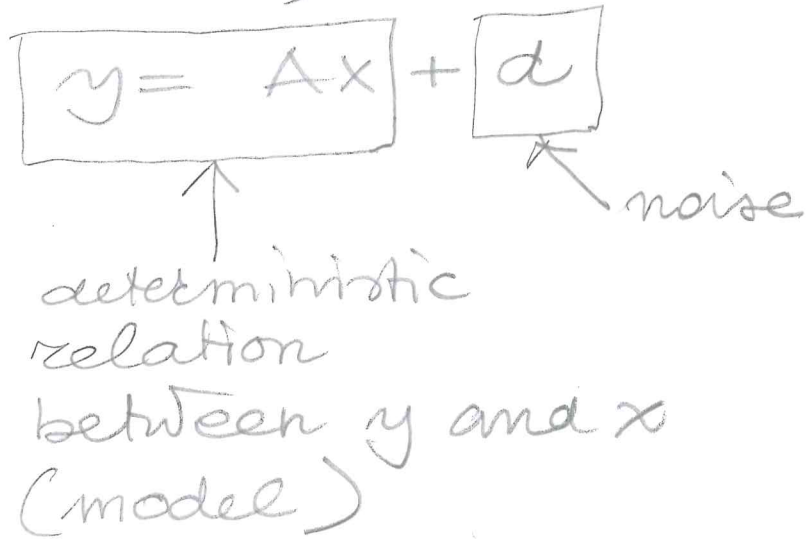 y = Ax + d
noise
deterministic
relation
between y and x
(model)